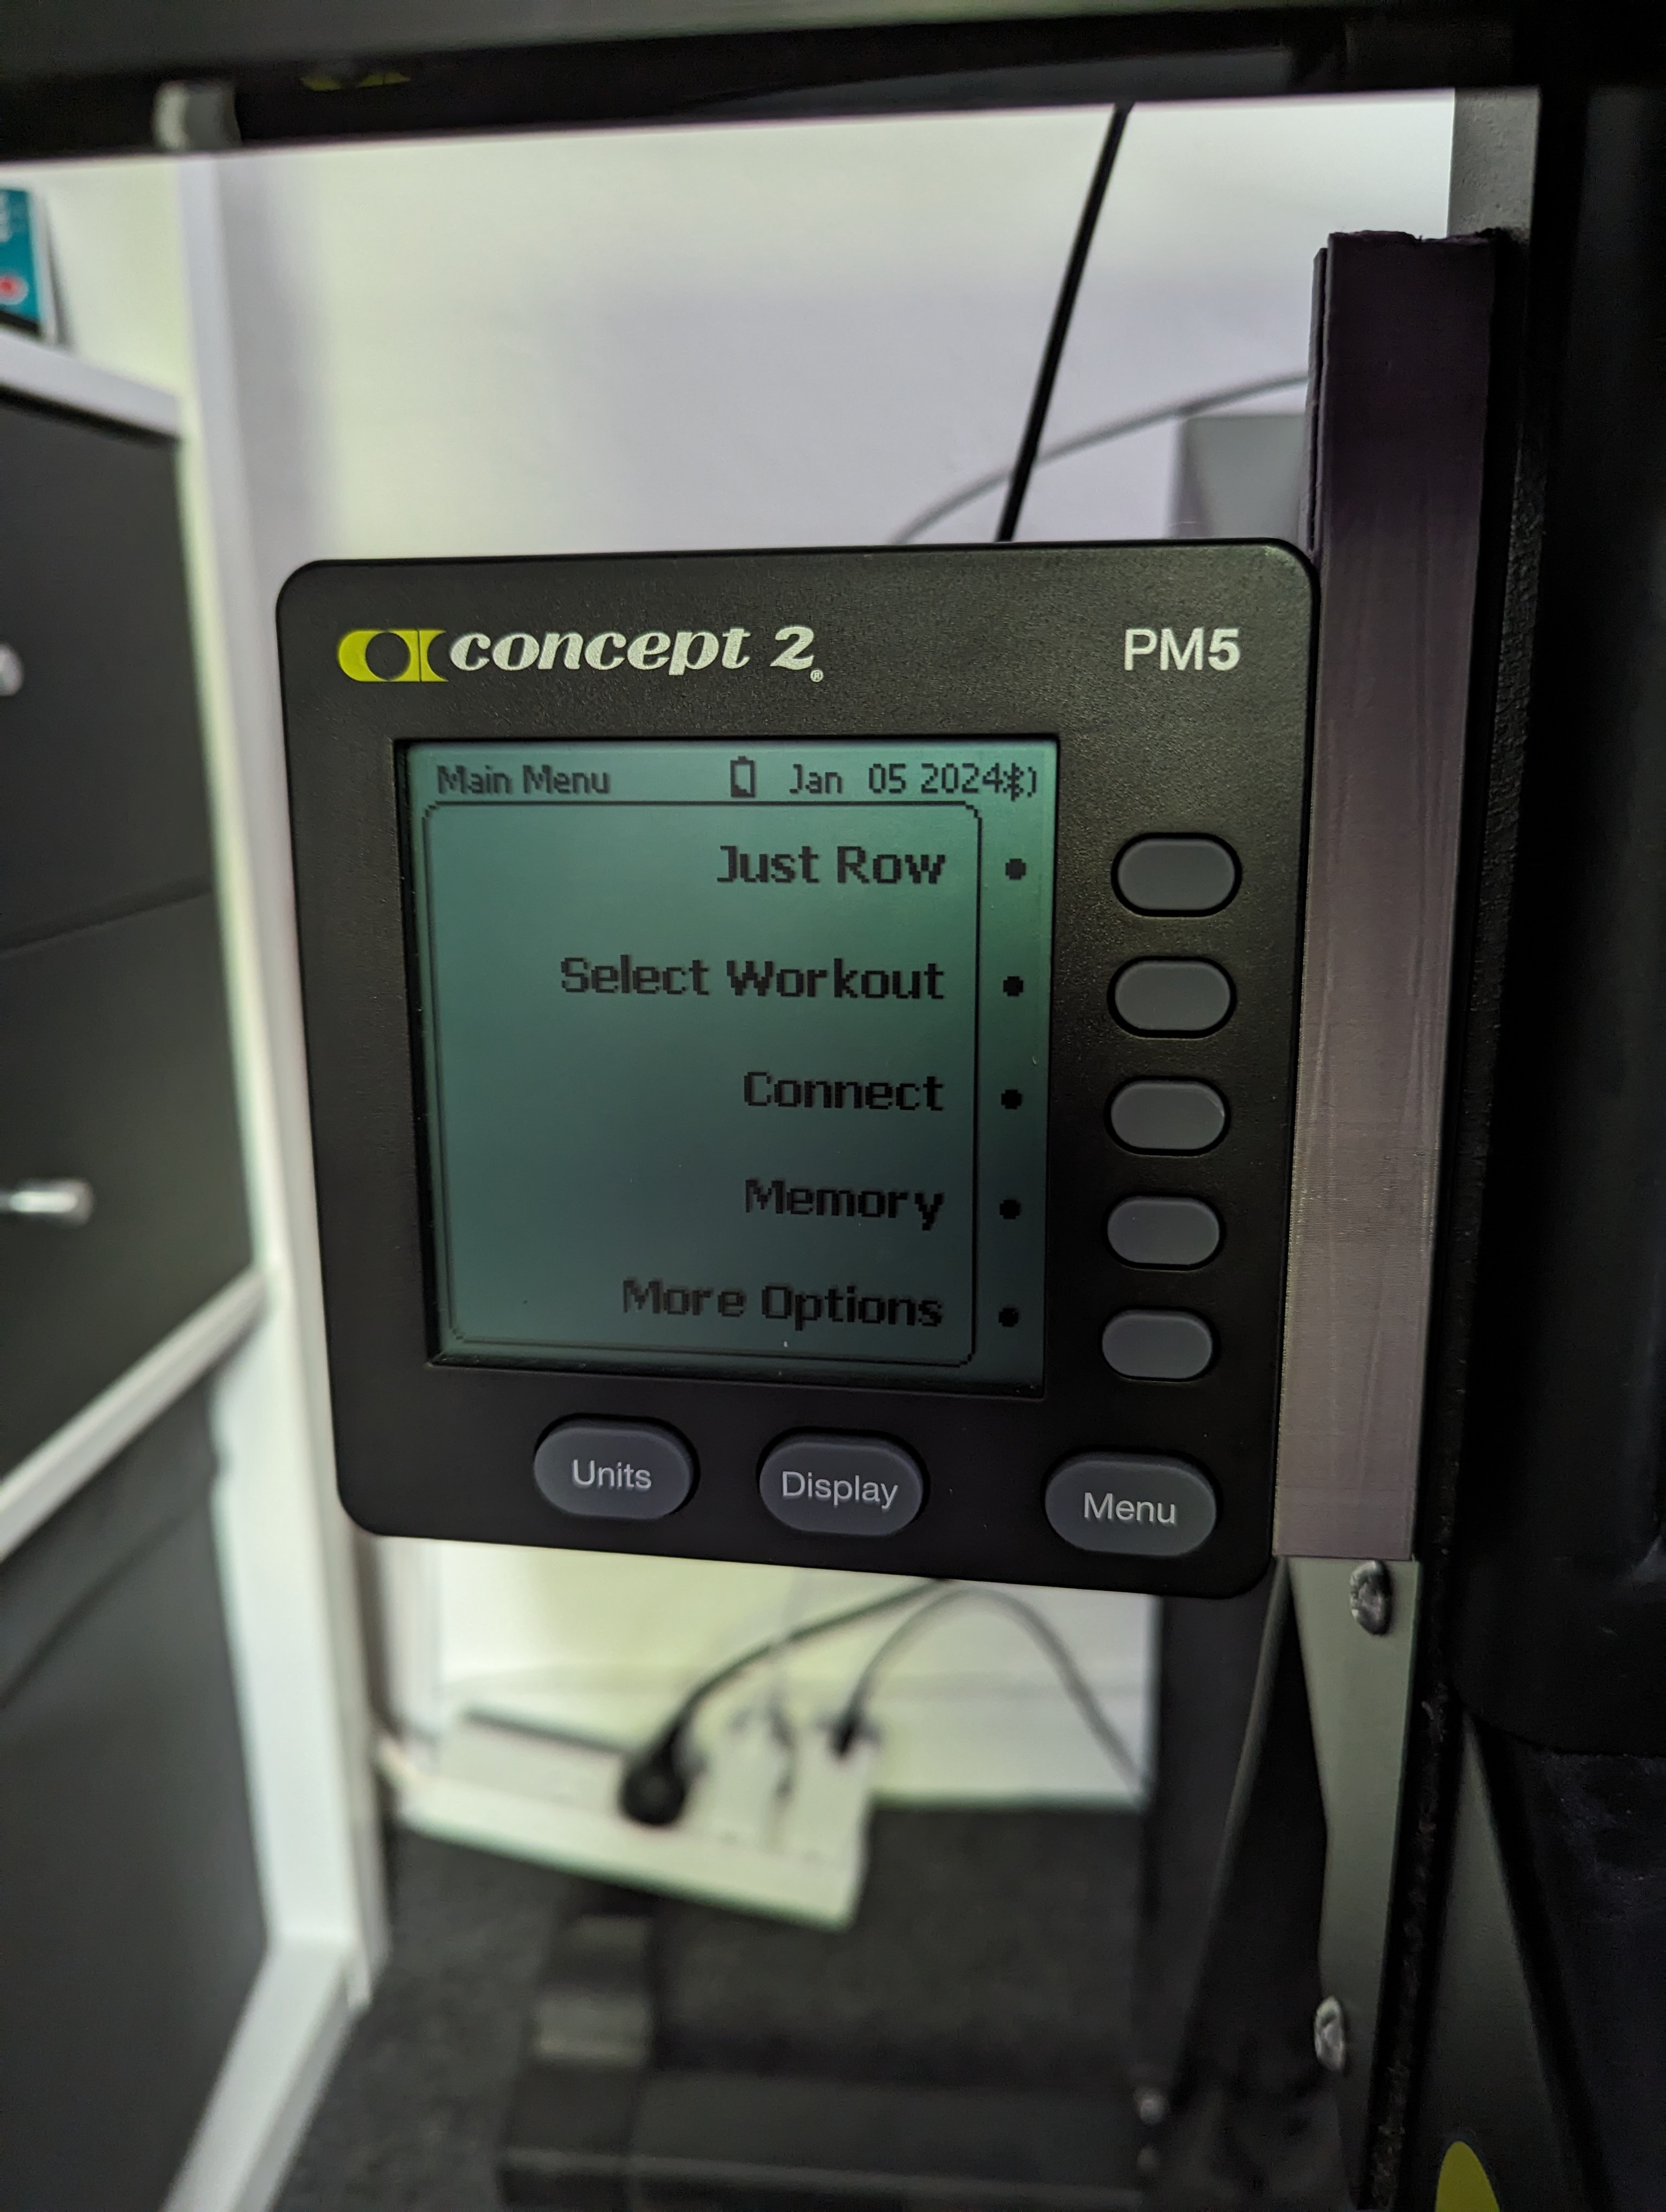 concept 2®
PM5
Main Menu Jan 05 2024
Just Row
Select Workout
Connect
Memory
More Options
Units Display Menu